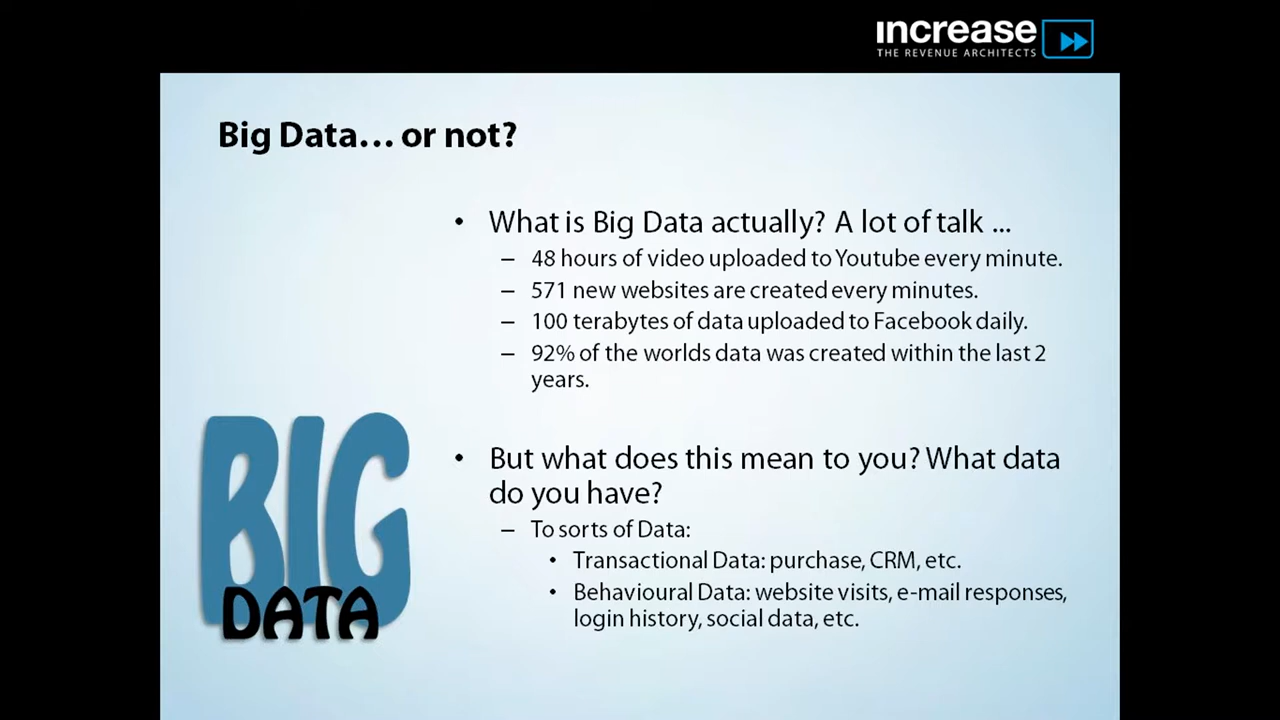 increase
THE REVENUE ARCHITECTS
Big Data… or not?
• What is Big Data actually? A lot of talk ...
– 48 hours of video uploaded to Youtube every minute.
– 571 new websites are created every minutes.
– 100 terabytes of data uploaded to Facebook daily.
– 92% of the worlds data was created within the last 2
years.
• But what does this mean to you? What data
do you have?
– To sorts of Data:
• Transactional Data: purchase, CRM, etc.
• Behavioural Data: website visits, e-mail responses,
login history, social data, etc.
BIG
DATA